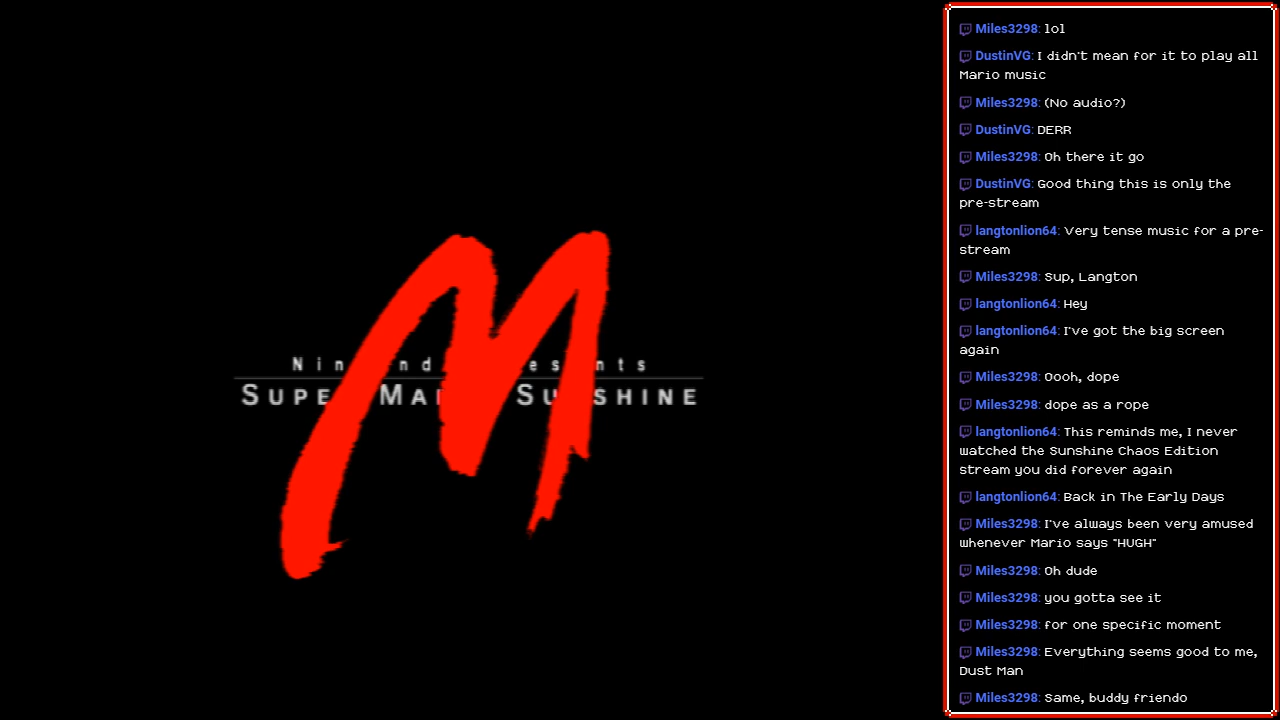 Nin nd es nts
SUPE MA SU SHINE
M
Miles3298: lol
DustinVG: I didn't mean for it to play all
Mario music
Miles3298: (No audio?)
DustinVG: DERR
Miles3298: Oh there it go
DustinVG: Good thing this is only the
pre-stream
langtonlion64: Very tense music for a pre-
stream
Miles3298: Sup, Langton
langtonlion64: Hey
langtonlion64: I've got the big screen
again
Miles3298: Oooh, dope
Miles3298: dope as a rope
langtonlion64: This reminds me, I never
watched the Sunshine Chaos Edition
stream you did forever again
langtonlion64: Back in The Early Days
Miles3298: I've always been very amused
whenever Mario says "HUGH"
Miles3298: Oh dude
Miles3298: you gotta see it
Miles3298: for one specific moment
Miles3298: Everything seems good to me,
Dust Man
Miles3298: Same, buddy friendo